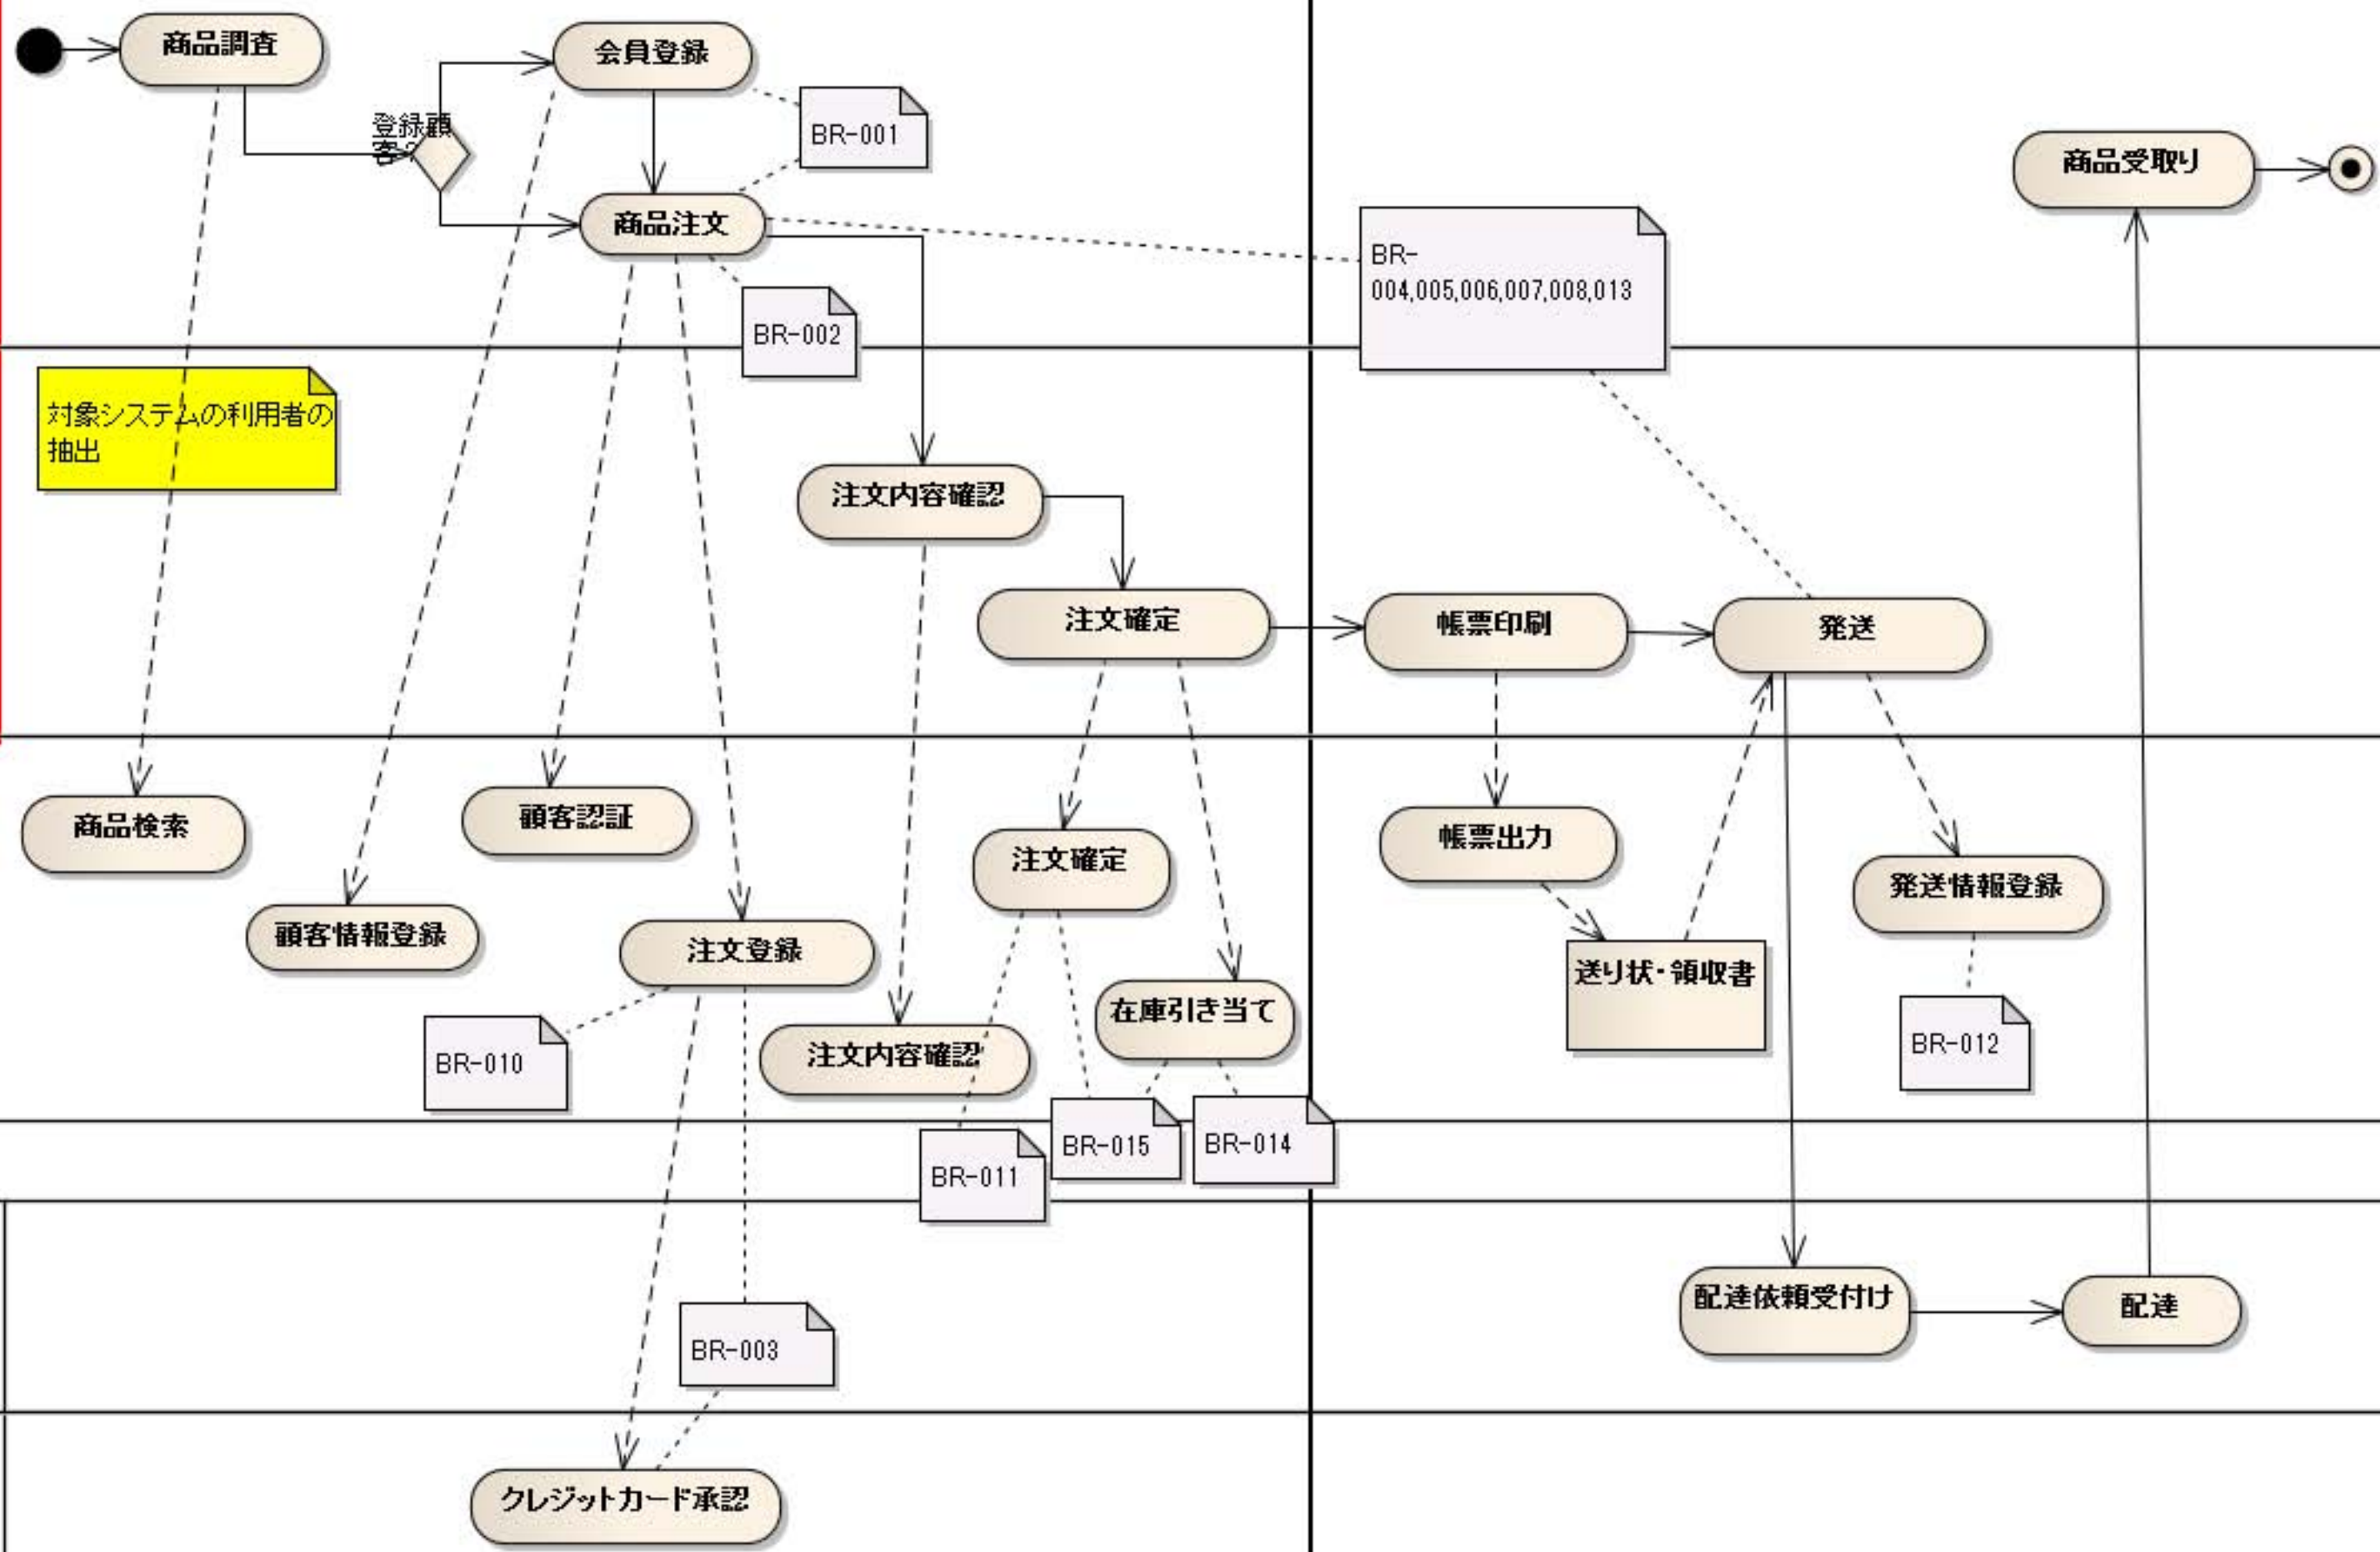 商品調査
会員登録
登録顧
客?
BR-001
商品受取り
商品注文
BR-
004,005,006,007,008,013
BR-002
対象システムの利用者の
抽出
注文内容確認
注文確定
帳票印刷
発送
商品検索
顧客認証
帳票出力
注文確定
発送情報登録
顧客情報登録
注文登録
送り状・領収書
在庫引き当て
BR-012
BR-010
注文内容確認
BR-015
BR-014
BR-011
配達依頼受付け
配達
BR-003
クレジットカード承認